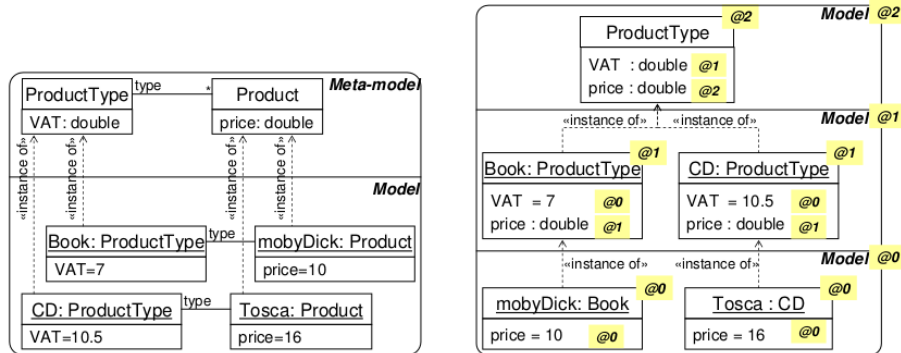 Meta-model
ProductType
type
*
Product
VAT: double
price: double
«instance of»
«instance of»
«instance of»
«instance of»
Model
Book: ProductType
type
mobyDick: Product
VAT=7
price=10
CD: ProductType
type
Tosca: Product
VAT=10.5
price=16
Model @2
@2
ProductType
VAT : double @1
price : double @2
«instance of» «instance of»
Model @1
@1
@1
Book: ProductType
CD: ProductType
VAT = 7 @0
VAT = 10.5 @0
price : double @1
price : double @1
«instance of»
«instance of»
Model @0
@0
@0
mobyDick: Book
Tosca : CD
price = 10 @0
price = 16 @0